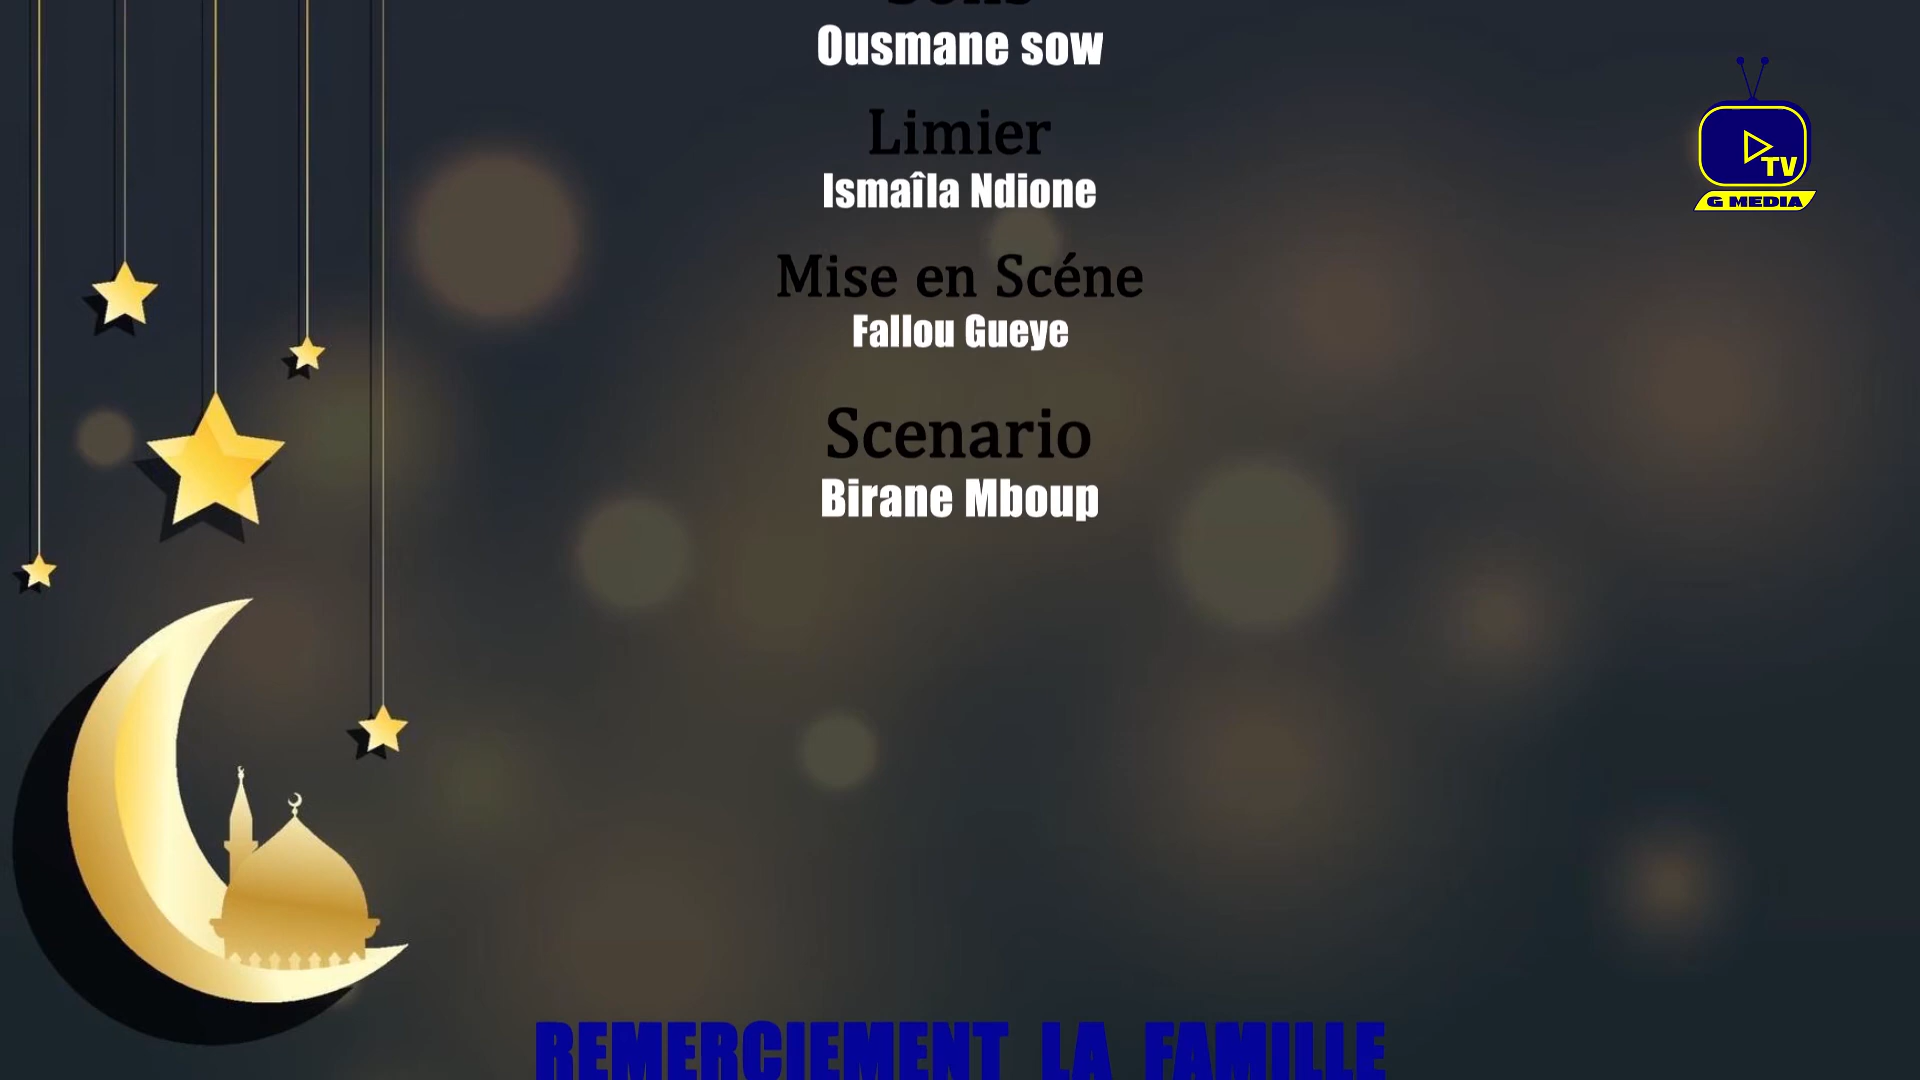 Ousmane sow
Limier
Ismaîla Ndione
Mise en Scéne
Fallou Gueye
Scenario
Birane Mboup
TV
G MEDIA
REMERCIEMENT LA FAMILLE